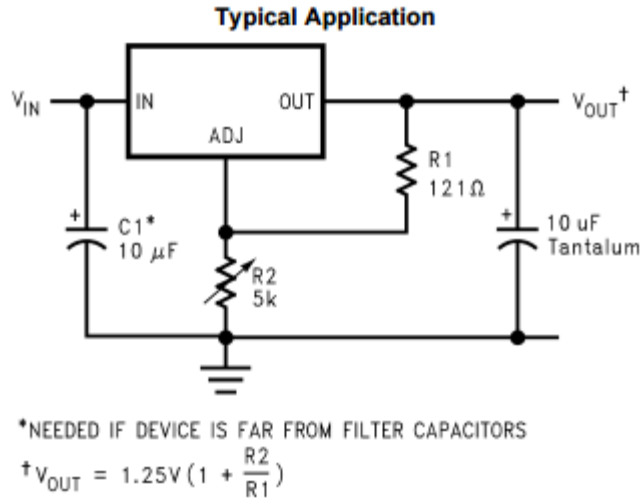 Typical Application
V_IN
IN
OUT
V_OUT†
ADJ
R1
121Ω
+
C1*
10 μF
R2
5k
+
10 uF
Tantalum
*NEEDED IF DEVICE IS FAR FROM FILTER CAPACITORS
†V_OUT = 1.25V (1 + R2/R1)